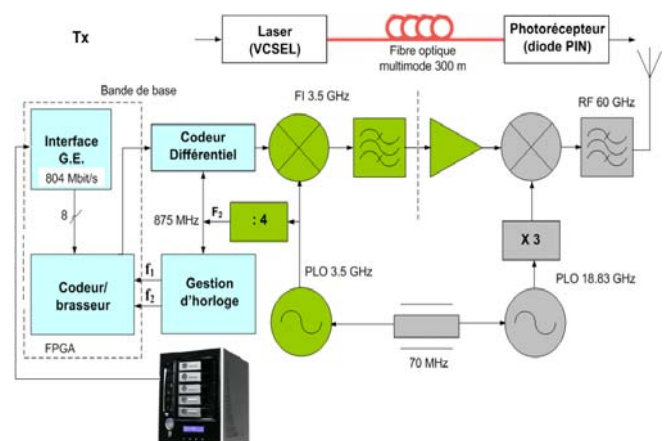 Tx
Laser
(VCSEL)
Fibre optique
multimode 300 m
Photorécepteur
(diode PIN)
Bande de base
Interface
G.E.
804 Mbit/s
Codeur
Différentiel
FI 3.5 GHz
RF 60 GHz
8
875 MHz
F2
: 4
X 3
Codeur/
brasseur
f1
f2
Gestion
d'horloge
PLO 3.5 GHz
PLO 18.83 GHz
70 MHz
FPGA